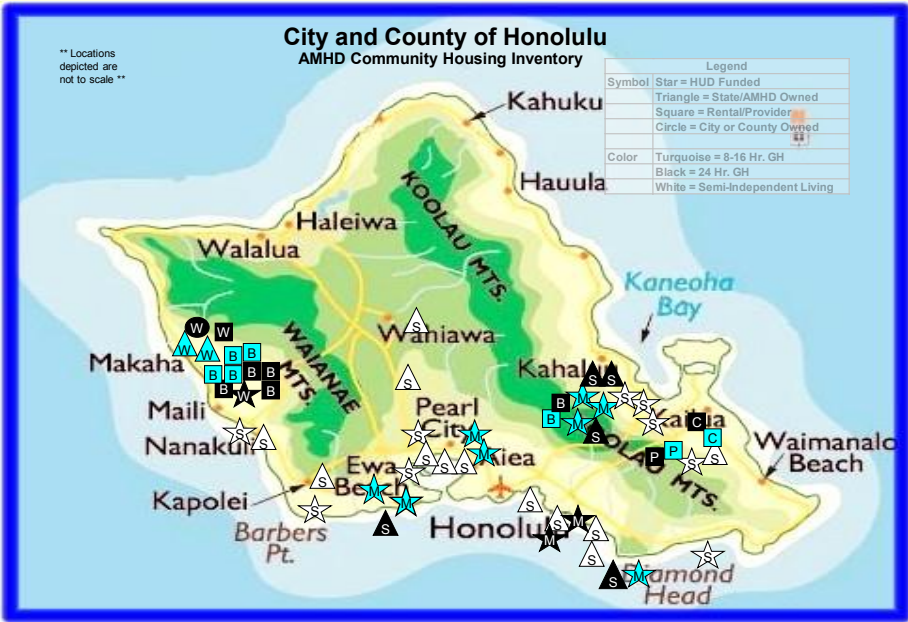 City and County of Honolulu
AMHD Community Housing Inventory
** Locations
depicted are
not to scale **
Legend
Symbol Star = HUD Funded
Triangle = State/AMHD Owned
Square = Rental/Provider
Circle = City or County Owned
Color Turquoise = 8-16 Hr. GH
Black = 24 Hr. GH
White = Semi-Independent Living
Kahuku
Hauula
KOOLAU MTS.
Haleiwa
Walalua
Kaneoha
Bay
Waniawa
S
W W
W W B B
Makaha
B B B B
B B
W
WAIANAE
MTS.
Kahalu
S S
S
Maili
Pearl
City
M M S S
B B
M S S
C C
S S M
Nanakuli
P P
S S
Waimanalo
Beach
OLAU
MTS.
Aiea
M
S S S S
Ewa
Beach
S M M
Kapolei
S
Barbers
Pt.
S
Honolulu
S S M S
M S
S M
Diamond
Head
S